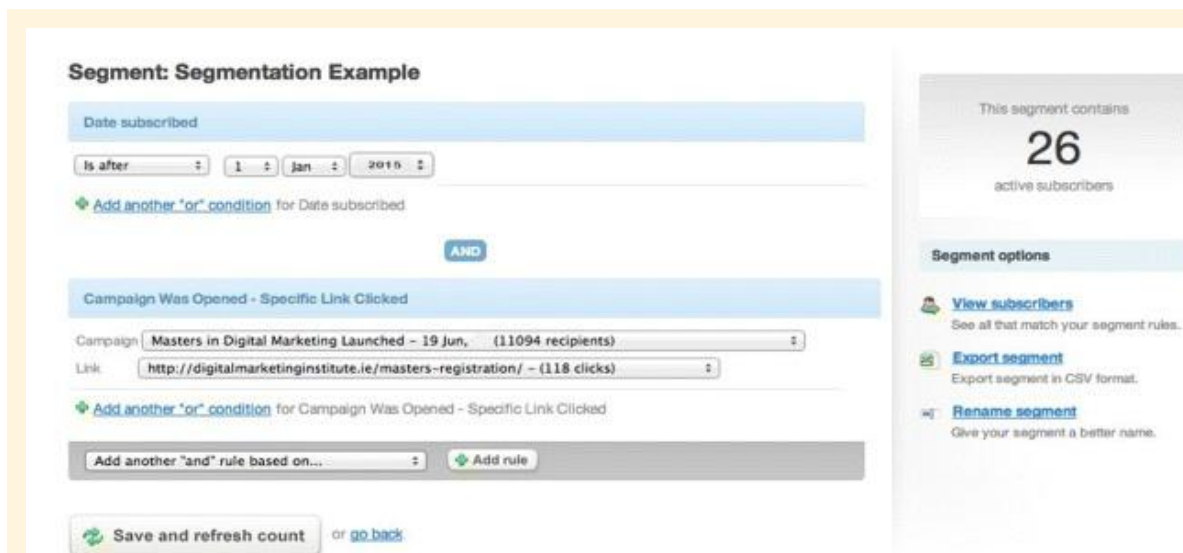 Segment: Segmentation Example
Date subscribed
Is after 1 Jan 2015
Add another "or" condition for Date subscribed
AND
Campaign Was Opened - Specific Link Clicked
Campaign Masters in Digital Marketing Launched - 19 Jun, (11094 recipients)
Link http://digitalmarketinginstitute.ie/masters-registration/ - (118 clicks)
Add another "or" condition for Campaign Was Opened - Specific Link Clicked
Add another "and" rule based on... Add rule
Save and refresh count or go back
This segment contains
26
active subscribers
Segment options
View subscribers
See all that match your segment rules.
Export segment
Export segment in CSV format.
Rename segment
Give your segment a better name.